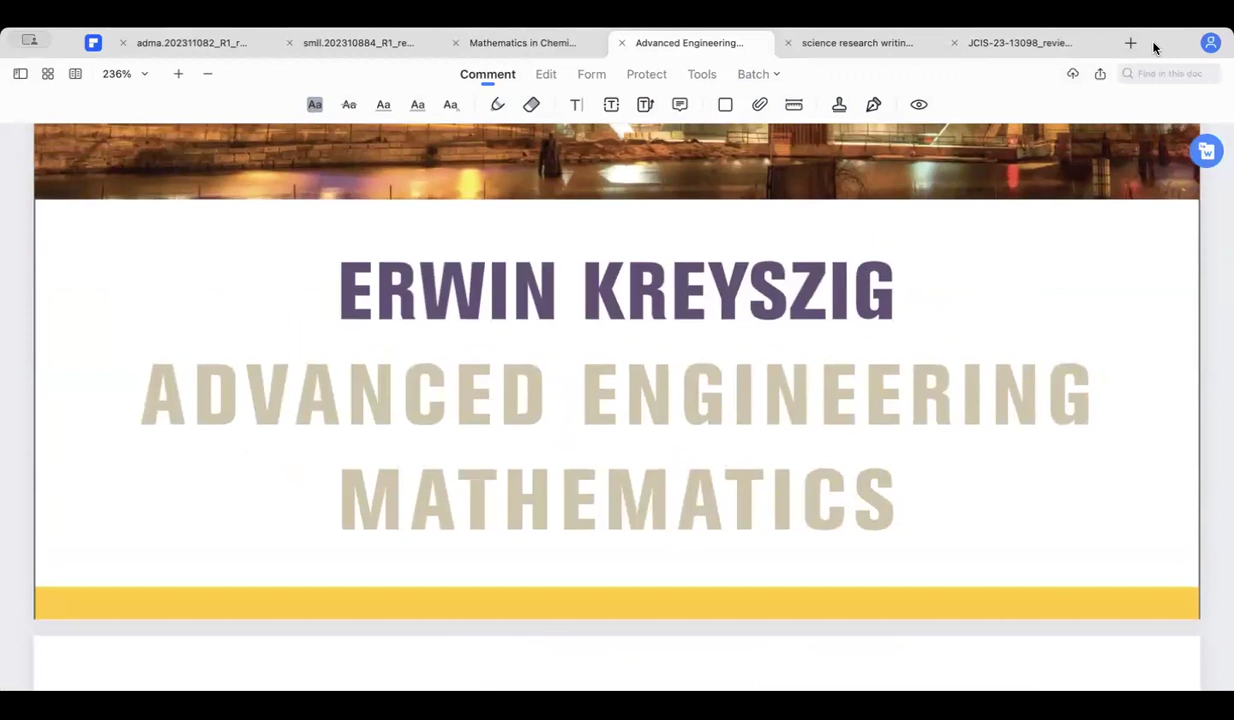 adma.202311082_R1_r...
smll.202310884_R1_re...
Mathematics in Chemi...
Advanced Engineering...
science research writin...
JCIS-23-13098_revie...
236%
Comment
Edit
Form
Protect
Tools
Batch
Find in this doc
Aa
Aa
Aa
Aa
Aa
T
T
T
W
ERWIN KREYSZIG
ADVANCED ENGINEERING
MATHEMATICS